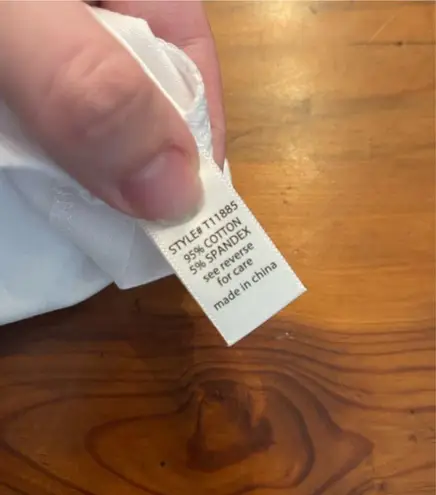 STYLE# T11885
95% COTTON
5% SPANDEX
see reverse
for care
made in china